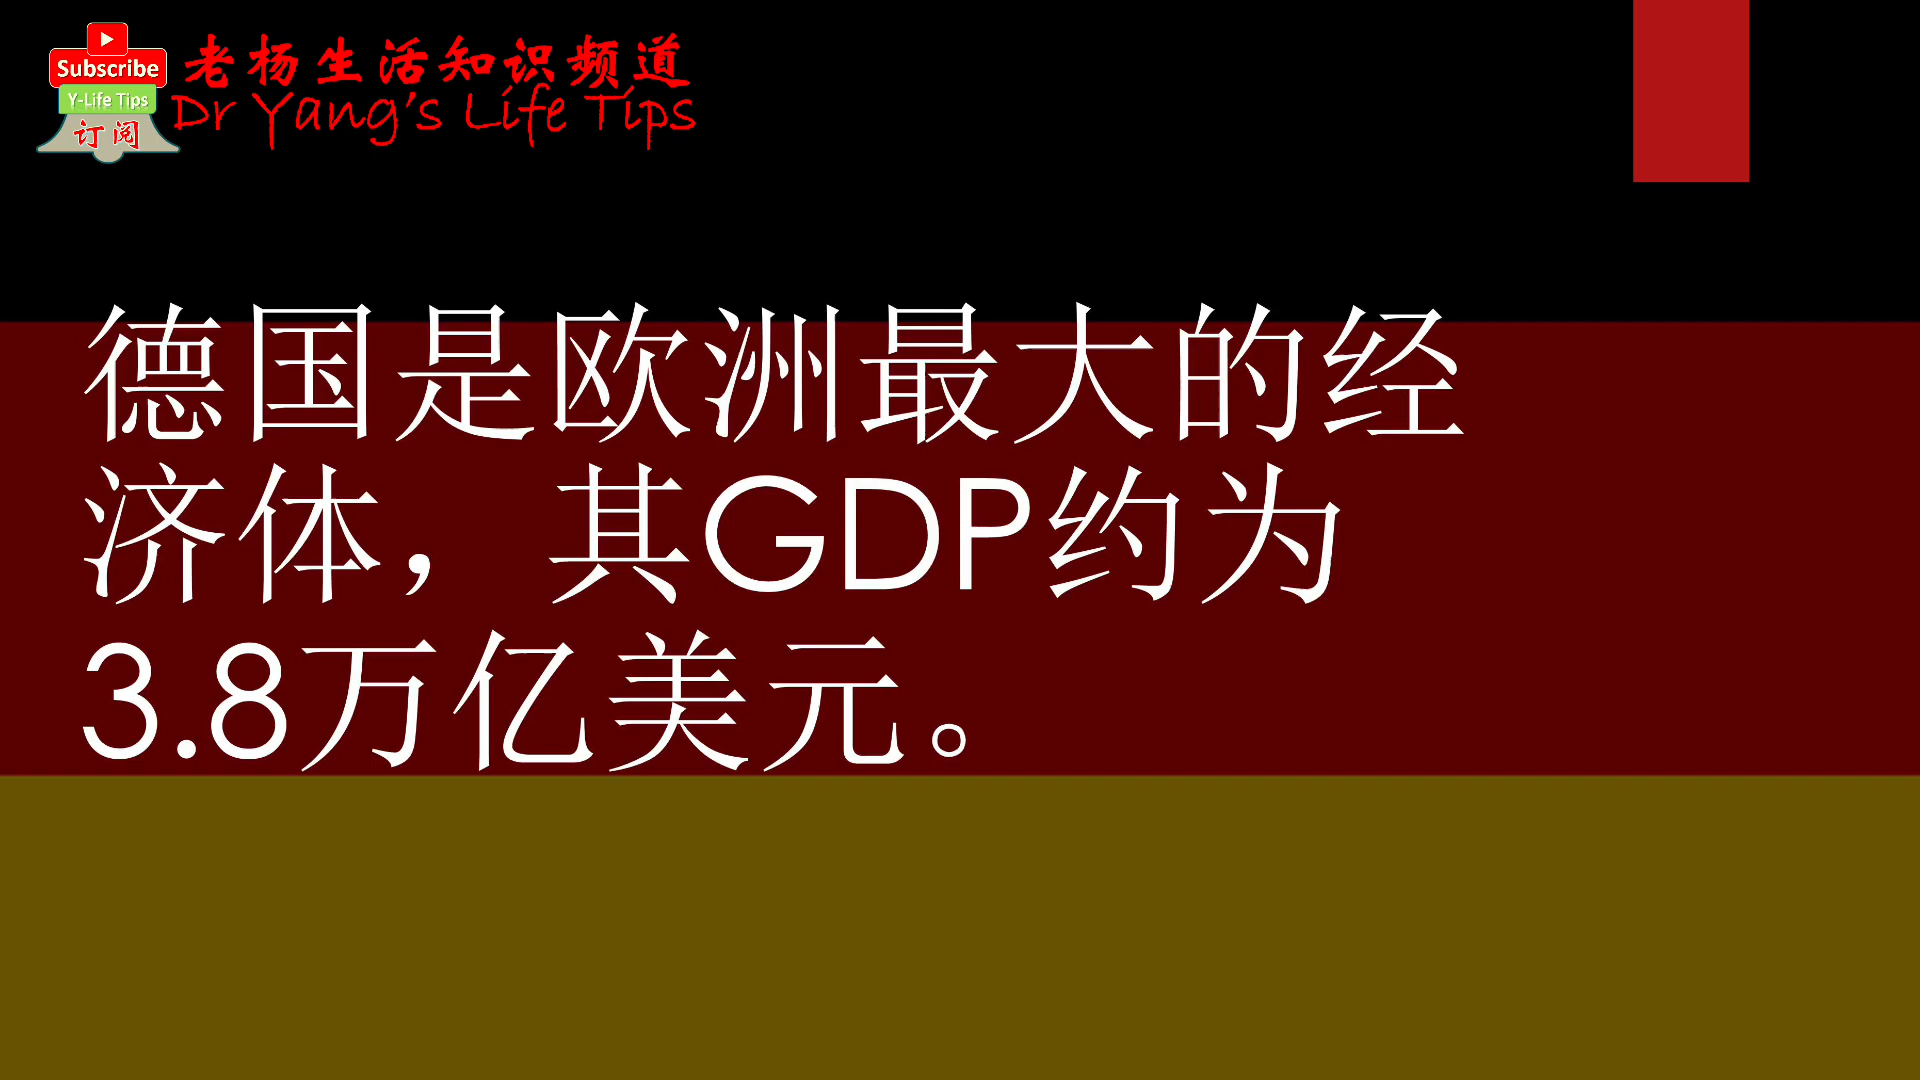 Subscribe
Y-Life Tips
订阅
老杨生活知识频道
Dr Yang's Life Tips
德国是欧洲最大的经
济体，其GDP约为
3.8万亿美元。